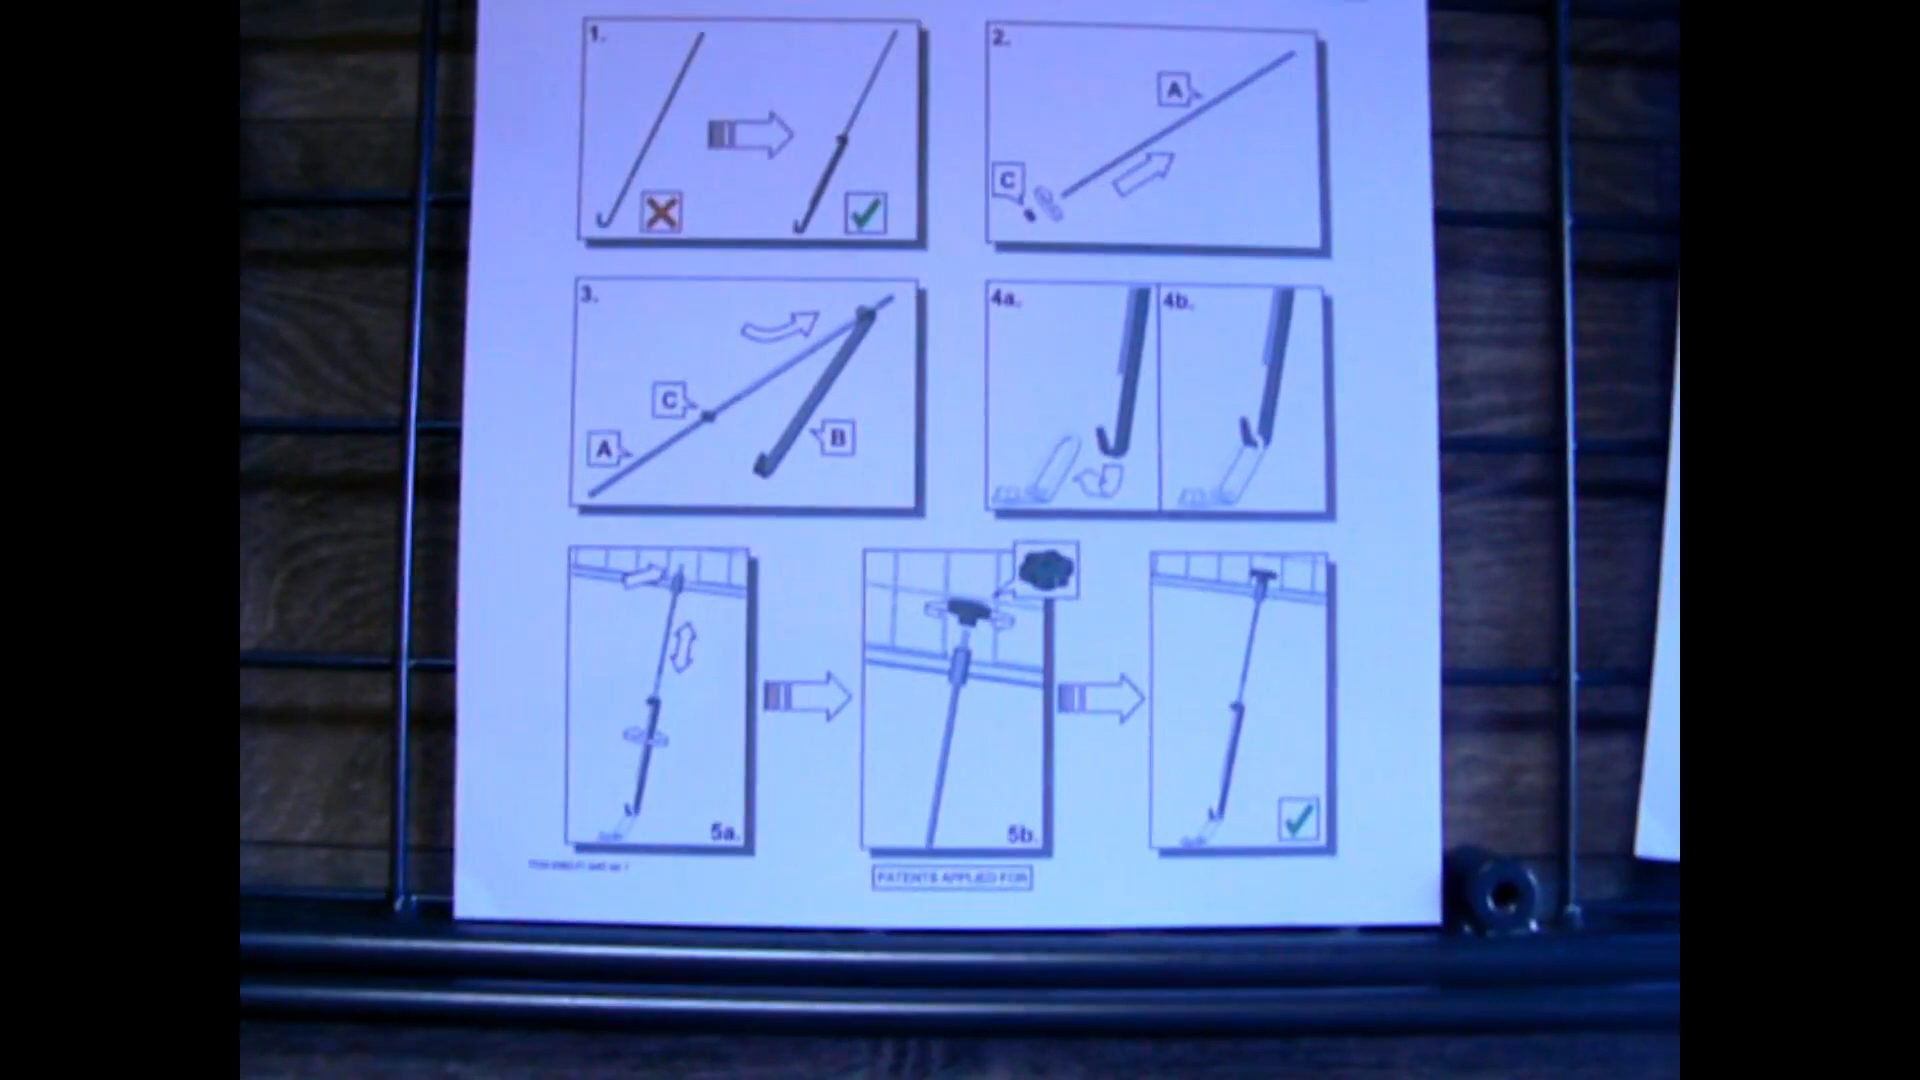 1.
2.
A
C
3.
C
A
B
4a.
4b.
5a.
5b.
PATENTS APPLIED FOR